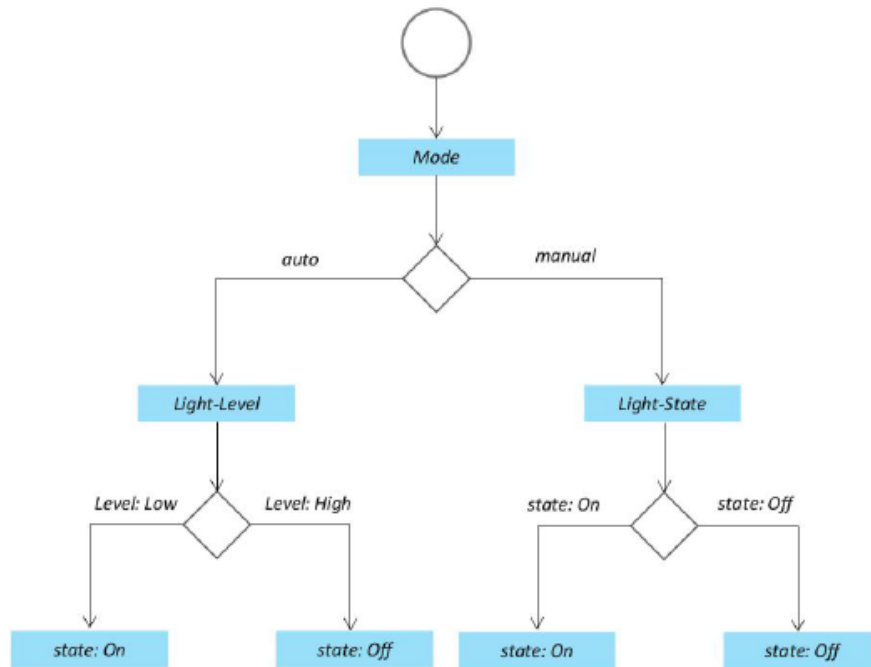 Mode
auto
manual
Light-Level
Light-State
Level: Low
Level: High
state: On
state: Off
state: On
state: Off
state: On
state: Off